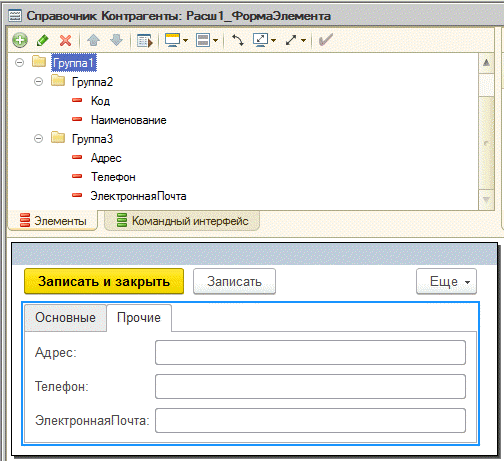 Справочник Контрагенты: Расш1_ФормаЭлемента
Группа1
Группа2
Код
Наименование
Группа3
Адрес
Телефон
ЭлектроннаяПочта
Элементы Командный интерфейс
Записать и закрыть Записать Еще
Основные Прочие
Адрес:
Телефон:
ЭлектроннаяПочта: